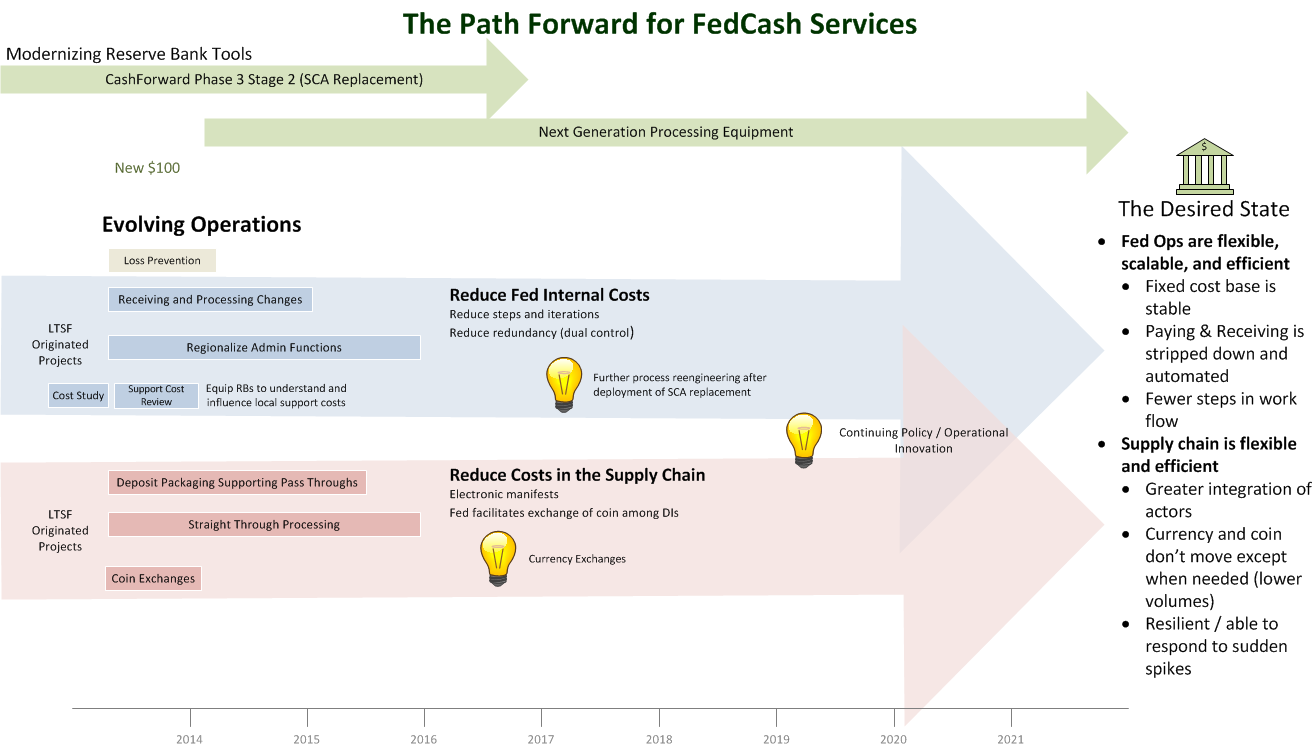 The Path Forward for FedCash Services
Modernizing Reserve Bank Tools
CashForward Phase 3 Stage 2 (SCA Replacement)
Next Generation Processing Equipment
New $100
$
The Desired State
Evolving Operations
Loss Prevention
LTSF
Originated
Projects
Receiving and Processing Changes
Regionalize Admin Functions
Cost Study
Support Cost
Review
Equip RBs to understand and
influence local support costs
Reduce Fed Internal Costs
Reduce steps and iterations
Reduce redundancy (dual control)
Further process reengineering after
deployment of SCA replacement
Continuing Policy / Operational
Innovation
LTSF
Originated
Projects
Deposit Packaging Supporting Pass Throughs
Straight Through Processing
Coin Exchanges
Reduce Costs in the Supply Chain
Electronic manifests
Fed facilitates exchange of coin among DIs
Currency Exchanges
• Fed Ops are flexible,
scalable, and efficient
• Fixed cost base is
stable
• Paying & Receiving is
stripped down and
automated
• Fewer steps in work
flow
• Supply chain is flexible
and efficient
• Greater integration of
actors
• Currency and coin
don’t move except
when needed (lower
volumes)
• Resilient / able to
respond to sudden
spikes
2014 2015 2016 2017 2018 2019 2020 2021